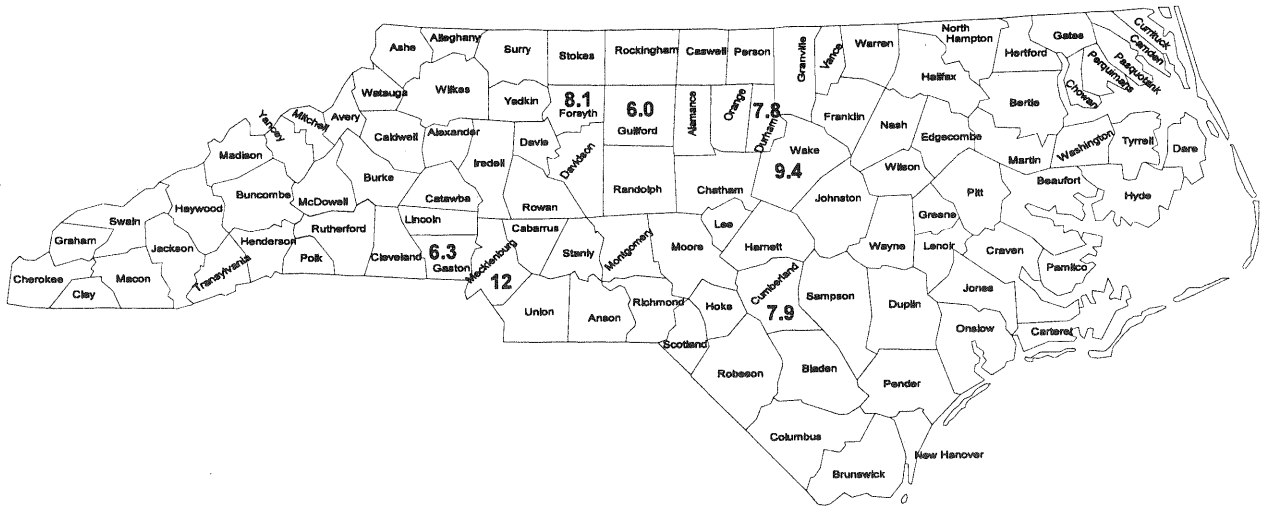 Ashe
Alleghany
Surry
Stokes
Rockingham
Caswell
Person
Granville
Vance
Warren
North
Hampton
Hertford
Gates
Currituck
Camden
Pasquotank
Perquimans
Chowan
Halifax
Bertie
Watauga
Wilkes
Yadkin
8.1
Forsyth
6.0
Guilford
Alamance
Orange
7.8
Durham
Franklin
Nash
Edgecombe
Martin
Washington
Tyrrell
Dare
Yancey
Mitchell
Avery
Caldwell
Alexander
Iredell
Davie
Davidson
Wake
9.4
Wilson
Madison
Buncombe
McDowell
Burke
Catawba
Rowan
Randolph
Chatham
Johnston
Pitt
Beaufort
Hyde
Swain
Haywood
Rutherford
Lincoln
Cabarrus
Lee
Greene
Graham
Jackson
Henderson
Polk
Cleveland
6.3
Gaston
Mecklenburg
12
Stanly
Montgomery
Moore
Harnett
Wayne
Lenoir
Craven
Pamlico
Cherokee
Clay
Macon
Transylvania
Union
Anson
Richmond
Hoke
Cumberland
7.9
Sampson
Duplin
Jones
Onslow
Carteret
Scotland
Robeson
Bladen
Pender
Columbus
Brunswick
New Hanover